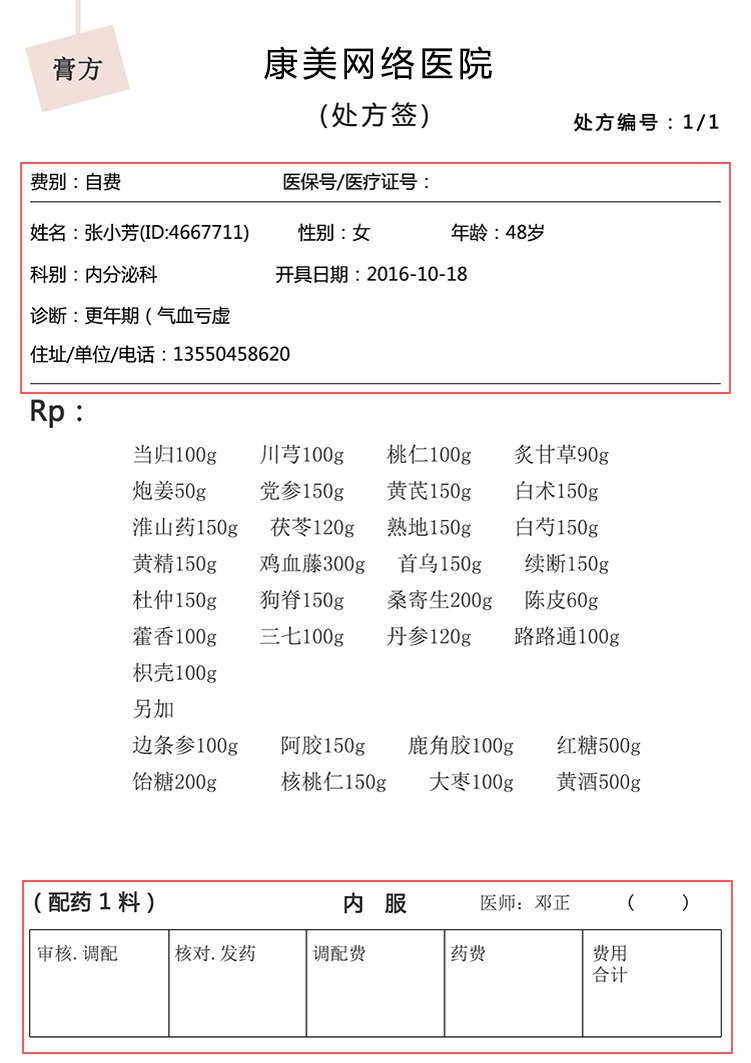 膏方
康美网络医院
(处方签)
处方编号：1/1
费别：自费 医保号/医疗证号：
姓名：张小芳(ID:4667711) 性别：女 年龄：48岁
科别：内分泌科 开具日期：2016-10-18
诊断：更年期（气血亏虚
住址/单位/电话：13550458620
Rp：
当归100g 川芎100g 桃仁100g 炙甘草90g
炮姜50g 党参150g 黄芪150g 白术150g
淮山药150g 茯苓120g 熟地150g 白芍150g
黄精150g 鸡血藤300g 首乌150g 续断150g
杜仲150g 狗脊150g 桑寄生200g 陈皮60g
藿香100g 三七100g 丹参120g 路路通100g
枳壳100g
另加
边条参100g 阿胶150g 鹿角胶100g 红糖500g
饴糖200g 核桃仁150g 大枣100g 黄酒500g
（配药 1 料） 内 服 医师：邓正 （ ）
审核.调配 核对.发药 调配费 药费 费用
合计